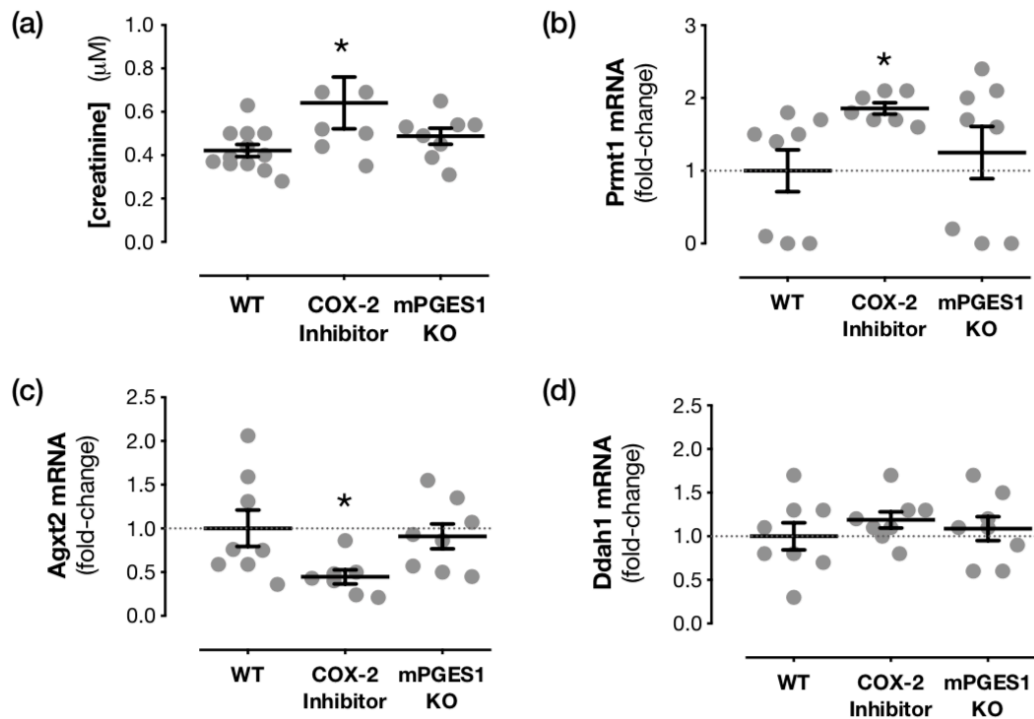 (a)
[creatinine] (μM)
1.0
0.8
0.6
0.4
0.2
0.0
*
WT
COX-2 Inhibitor
mPGES1 KO
(b)
Prmt1 mRNA
(fold-change)
3
2
1
0
*
WT
COX-2 Inhibitor
mPGES1 KO
(c)
Agxt2 mRNA
(fold-change)
2.5
2.0
1.5
1.0
0.5
0.0
*
WT
COX-2 Inhibitor
mPGES1 KO
(d)
Ddah1 mRNA
(fold-change)
2.5
2.0
1.5
1.0
0.5
0.0
WT
COX-2 Inhibitor
mPGES1 KO